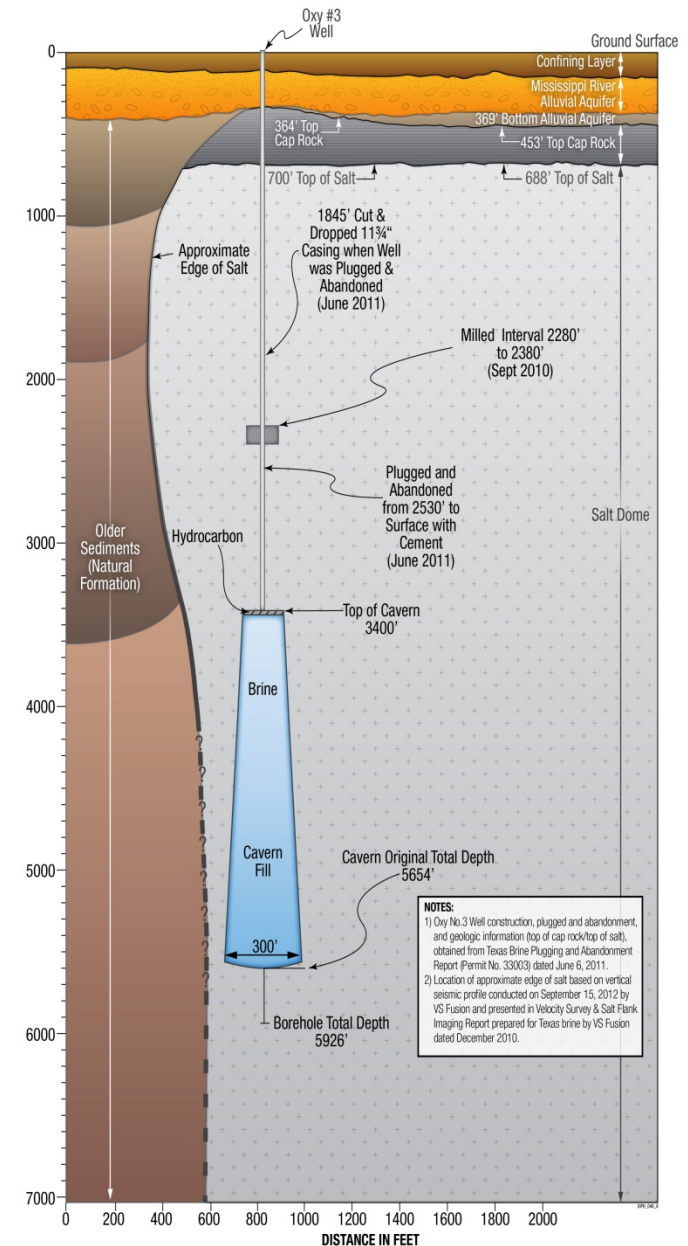 Oxy #3
Well
Ground Surface
Confining Layer
Mississippi River
Alluvial Aquifer
369' Bottom Alluvial Aquifer
364' Top
Cap Rock
453' Top Cap Rock
700' Top of Salt
688' Top of Salt
1845' Cut &
Dropped 11¾“
Casing when Well
was Plugged &
Abandoned
(June 2011)
Approximate
Edge of Salt
Milled Interval 2280'
to 2380'
(Sept 2010)
Plugged and
Abandoned
from 2530' to
Surface with
Cement
(June 2011)
Salt Dome
Older
Sediments
(Natural
Formation)
Hydrocarbon
Top of Cavern
3400'
Brine
Cavern
Fill
Cavern Original Total Depth
5654'
300'
Borehole Total Depth
5926'
?
?
?
?
?
?
?
?
NOTES:
1) Oxy No.3 Well construction, plugged and abandonment,
and geologic information (top of cap rock/top of salt),
obtained from Texas Brine Plugging and Abandonment
Report (Permit No. 33003) dated June 6, 2011.
2) Location of approximate edge of salt based on vertical
seismic profile conducted on September 15, 2012 by
VS Fusion and presented in Velocity Survey & Salt Flank
Imaging Report prepared for Texas brine by VS Fusion
dated December 2010.
0
1000
2000
3000
4000
5000
6000
7000
0 200 400 600 800 1000 1200 1400 1600 1800 2000
DISTANCE IN FEET